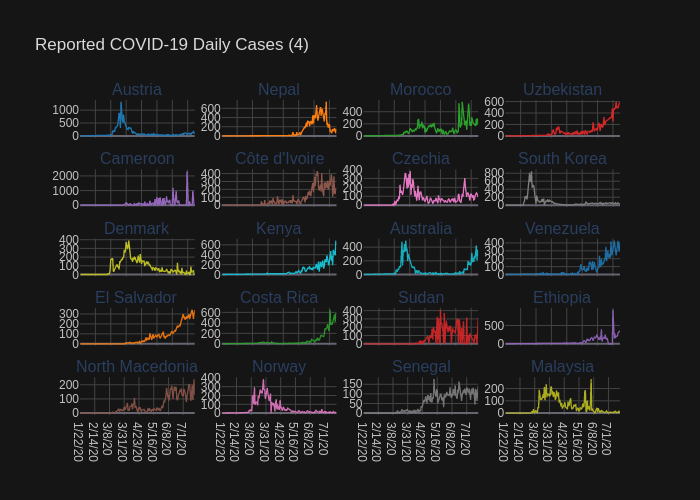 Reported COVID-19 Daily Cases (4)
Austria Nepal Morocco Uzbekistan
1000 500 0
600 400 200 0
400 200 0
600 400 200 0
Cameroon Côte d'Ivoire Czechia South Korea
2000 1000 0
400 300 200 100 0
400 300 200 100 0
800 600 400 200 0
Denmark Kenya Australia Venezuela
400 300 200 100 0
600 400 200 0
400 200 0
400 300 200 100 0
El Salvador Costa Rica Sudan Ethiopia
300 200 100 0
600 400 200 0
400 300 200 100 0
500 0
North Macedonia Norway Senegal Malaysia
200 100 0
400 300 200 100 0
150 100 50 0
200 100 0
1/22/20 2/14/20 3/8/20 3/31/20 4/23/20 5/16/20 6/8/20 7/1/20
1/22/20 2/14/20 3/8/20 3/31/20 4/23/20 5/16/20 6/8/20 7/1/20
1/22/20 2/14/20 3/8/20 3/31/20 4/23/20 5/16/20 6/8/20 7/1/20
1/22/20 2/14/20 3/8/20 3/31/20 4/23/20 5/16/20 6/8/20 7/1/20